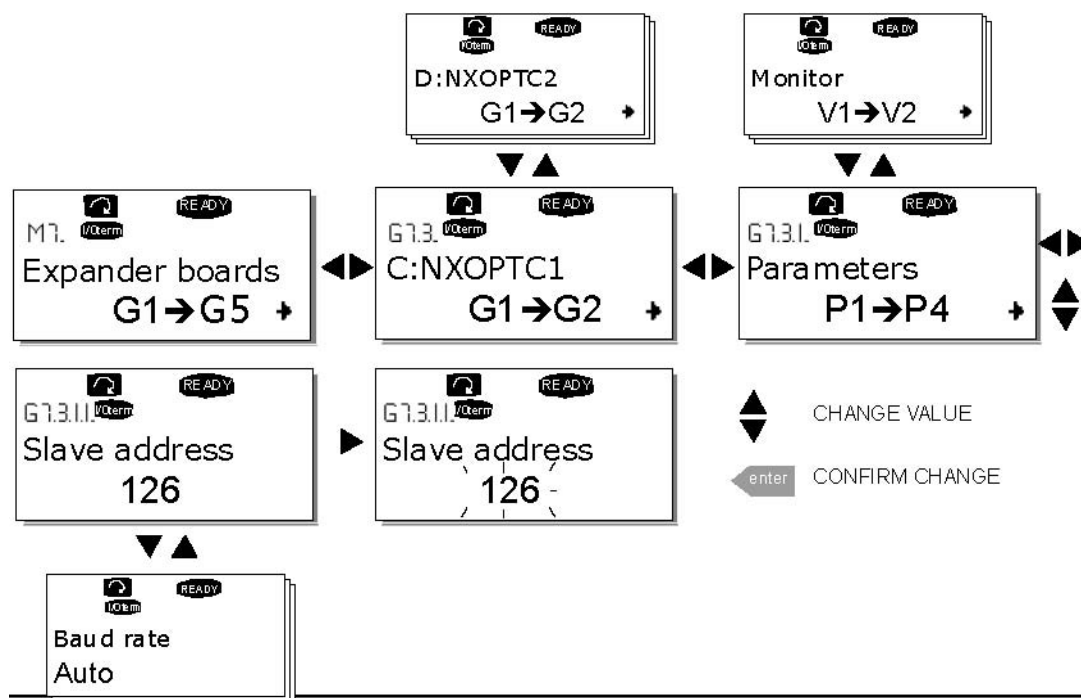 I/Oterm READY
D:NXOPTC2
G1➔G2
I/Oterm READY
Monitor
V1➔V2
READY
M7. I/Oterm
Expander boards
G1➔G5
READY
G7.3. I/Oterm
C:NXOPTC1
G1➔G2
READY
G7.3.1. I/Oterm
Parameters
P1➔P4
READY
G7.3.1.1. I/Oterm
Slave address
126
READY
G7.3.1.1. I/Oterm
Slave address
126
CHANGE VALUE
enter CONFIRM CHANGE
READY
I/Oterm
Baud rate
Auto